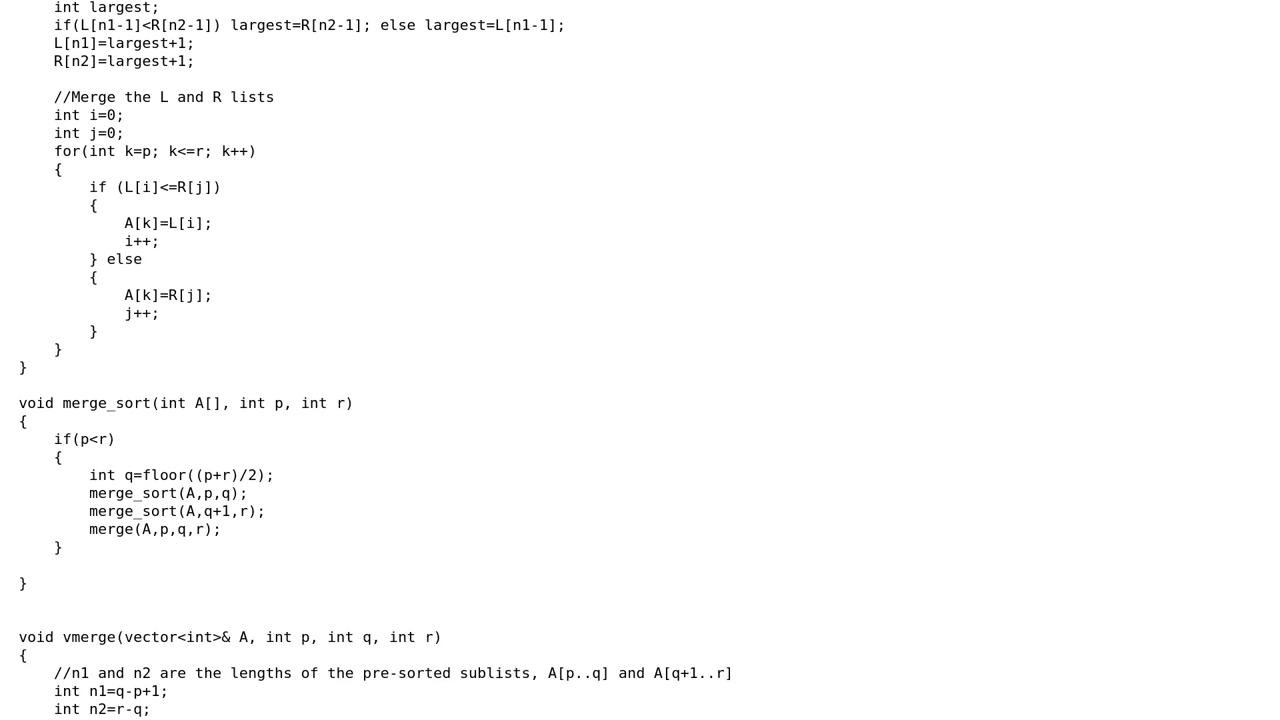 int largest;
    if(L[n1-1]<R[n2-1]) largest=R[n2-1]; else largest=L[n1-1];
    L[n1]=largest+1;
    R[n2]=largest+1;

    //Merge the L and R lists
    int i=0;
    int j=0;
    for(int k=p; k<=r; k++)
    {
        if (L[i]<=R[j])
        {
            A[k]=L[i];
            i++;
        } else
        {
            A[k]=R[j];
            j++;
        }
    }
}

void merge_sort(int A[], int p, int r)
{
    if(p<r)
    {
        int q=floor((p+r)/2);
        merge_sort(A,p,q);
        merge_sort(A,q+1,r);
        merge(A,p,q,r);
    }

}


void vmerge(vector<int>& A, int p, int q, int r)
{
    //n1 and n2 are the lengths of the pre-sorted sublists, A[p..q] and A[q+1..r]
    int n1=q-p+1;
    int n2=r-q;